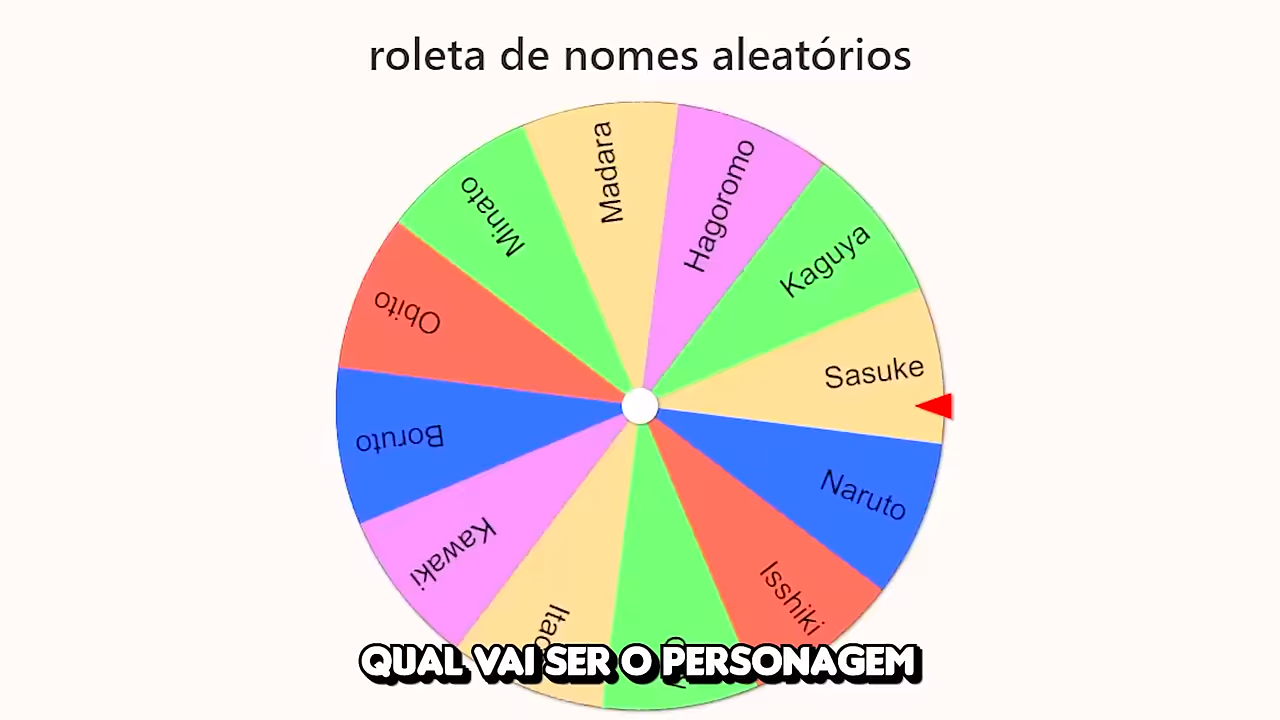 roleta de nomes aleatórios
Madara
Hagoromo
Kaguya
Sasuke
Naruto
Isshiki
Kawaki
Boruto
Obito
Minato
QUAL VAI SER O PERSONAGEM